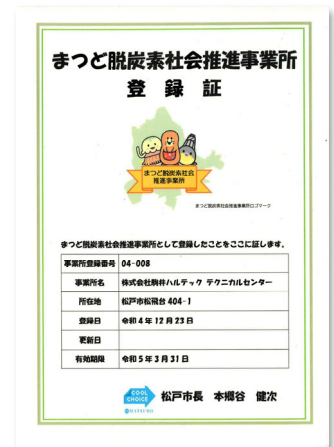 まつど脱炭素社会推進事業所
登録証
まつど脱炭素社会
推進事業所
まつど脱炭素社会推進事業所ロゴマーク
まつど脱炭素社会推進事業所として登録したことをここに証します。
事業所登録番号 04-008
事業所名 株式会社駒井ハルテック テクニカルセンター
所在地 松戸市松飛台 404-1
登録日 令和 4 年 12 月 23 日
更新日
有効期限 令和 5 年 3 月 31 日
COOL
CHOICE
松戸市長 本郷谷 健次
MATSUDO